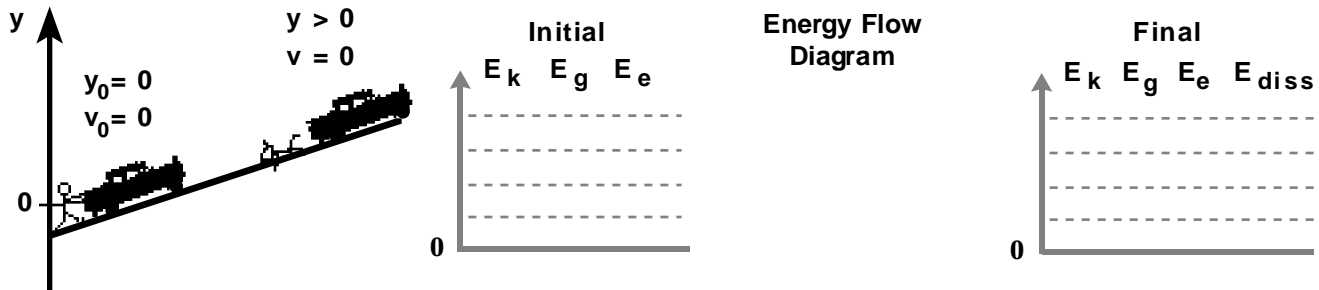 y
y > 0
v = 0
y0= 0
v0= 0
0
Initial
Ek Eg Ee
0
Energy Flow
Diagram
Final
Ek Eg Ee Ediss
0